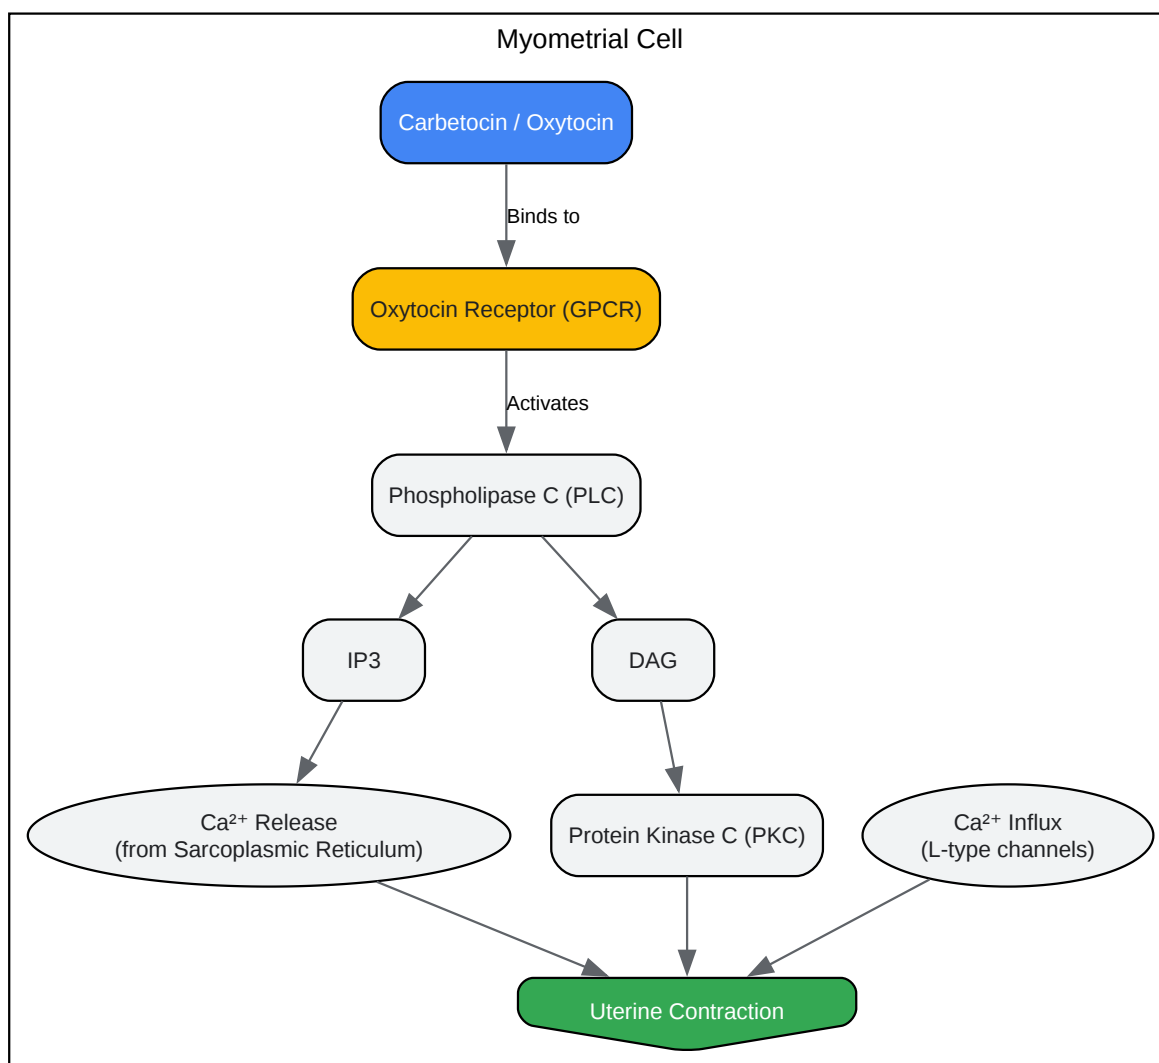 Myometrial Cell
Carbetocin / Oxytocin
Binds to
Oxytocin Receptor (GPCR)
Activates
Phospholipase C (PLC)
IP3
DAG
Ca²⁺ Release
(from Sarcoplasmic Reticulum)
Protein Kinase C (PKC)
Ca²⁺ Influx
(L-type channels)
Uterine Contraction